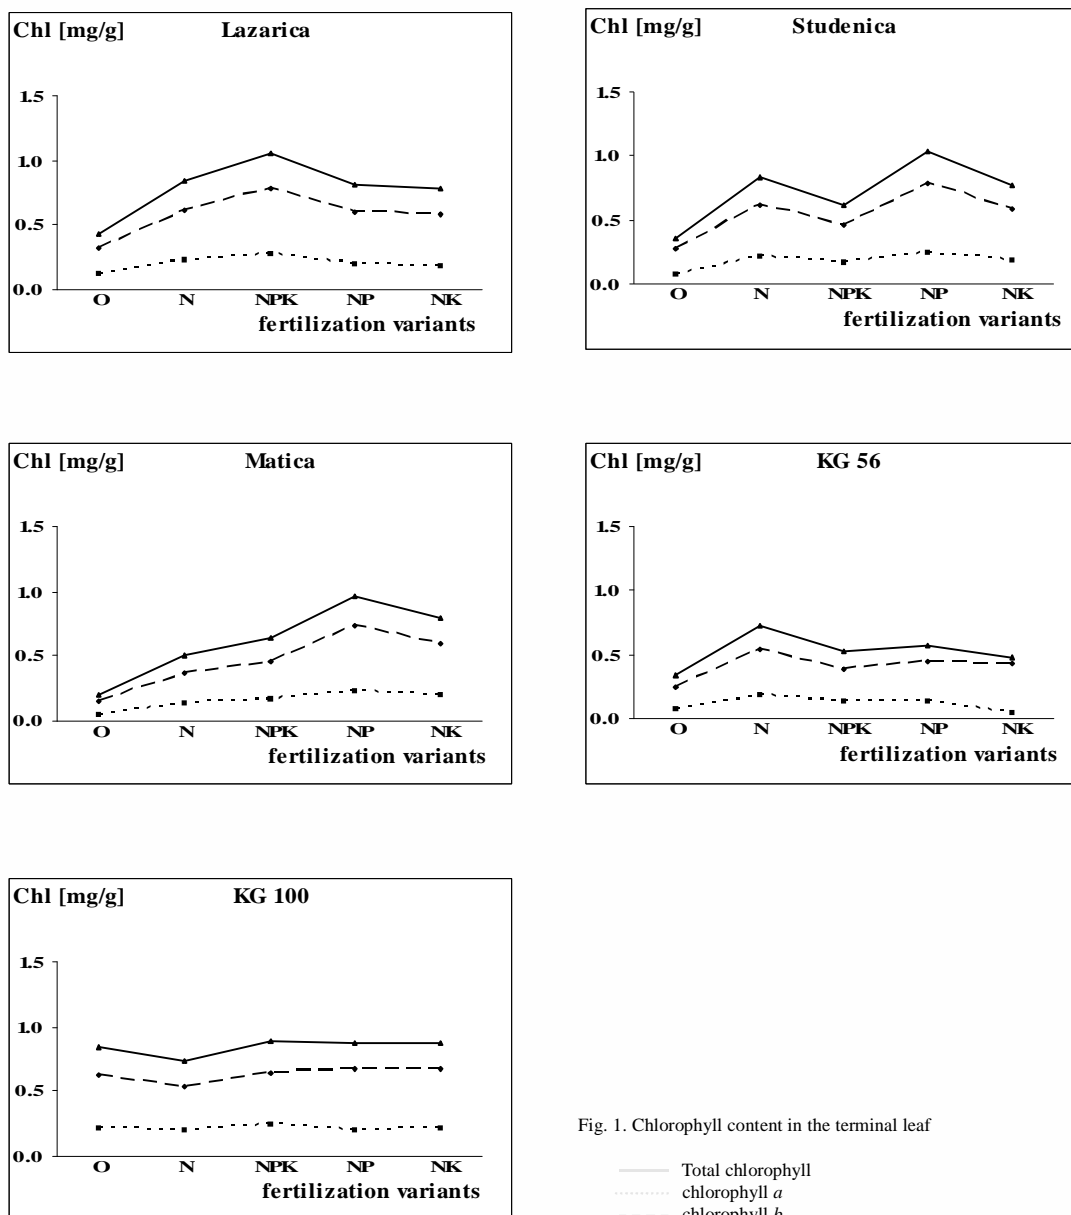 Chl [mg/g] Lazarica
1.5
1.0
0.5
0.0
O N NPK NP NK
fertilization variants
Chl [mg/g] Studenica
1.5
1.0
0.5
0.0
O N NPK NP NK
fertilization variants
Chl [mg/g] Matica
1.5
1.0
0.5
0.0
O N NPK NP NK
fertilization variants
Chl [mg/g] KG 56
1.5
1.0
0.5
0.0
O N NPK NP NK
fertilization variants
Chl [mg/g] KG 100
1.5
1.0
0.5
0.0
O N NPK NP NK
fertilization variants
Fig. 1. Chlorophyll content in the terminal leaf
Total chlorophyll
chlorophyll a
chlorophyll b